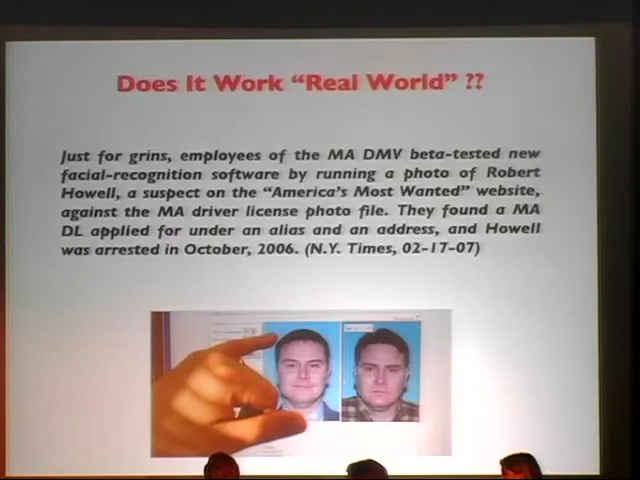 Does It Work “Real World” ??
Just for grins, employees of the MA DMV beta-tested new
facial-recognition software by running a photo of Robert
Howell, a suspect on the “America’s Most Wanted” website,
against the MA driver license photo file. They found a MA
DL applied for under an alias and an address, and Howell
was arrested in October, 2006. (N.Y. Times, 02-17-07)